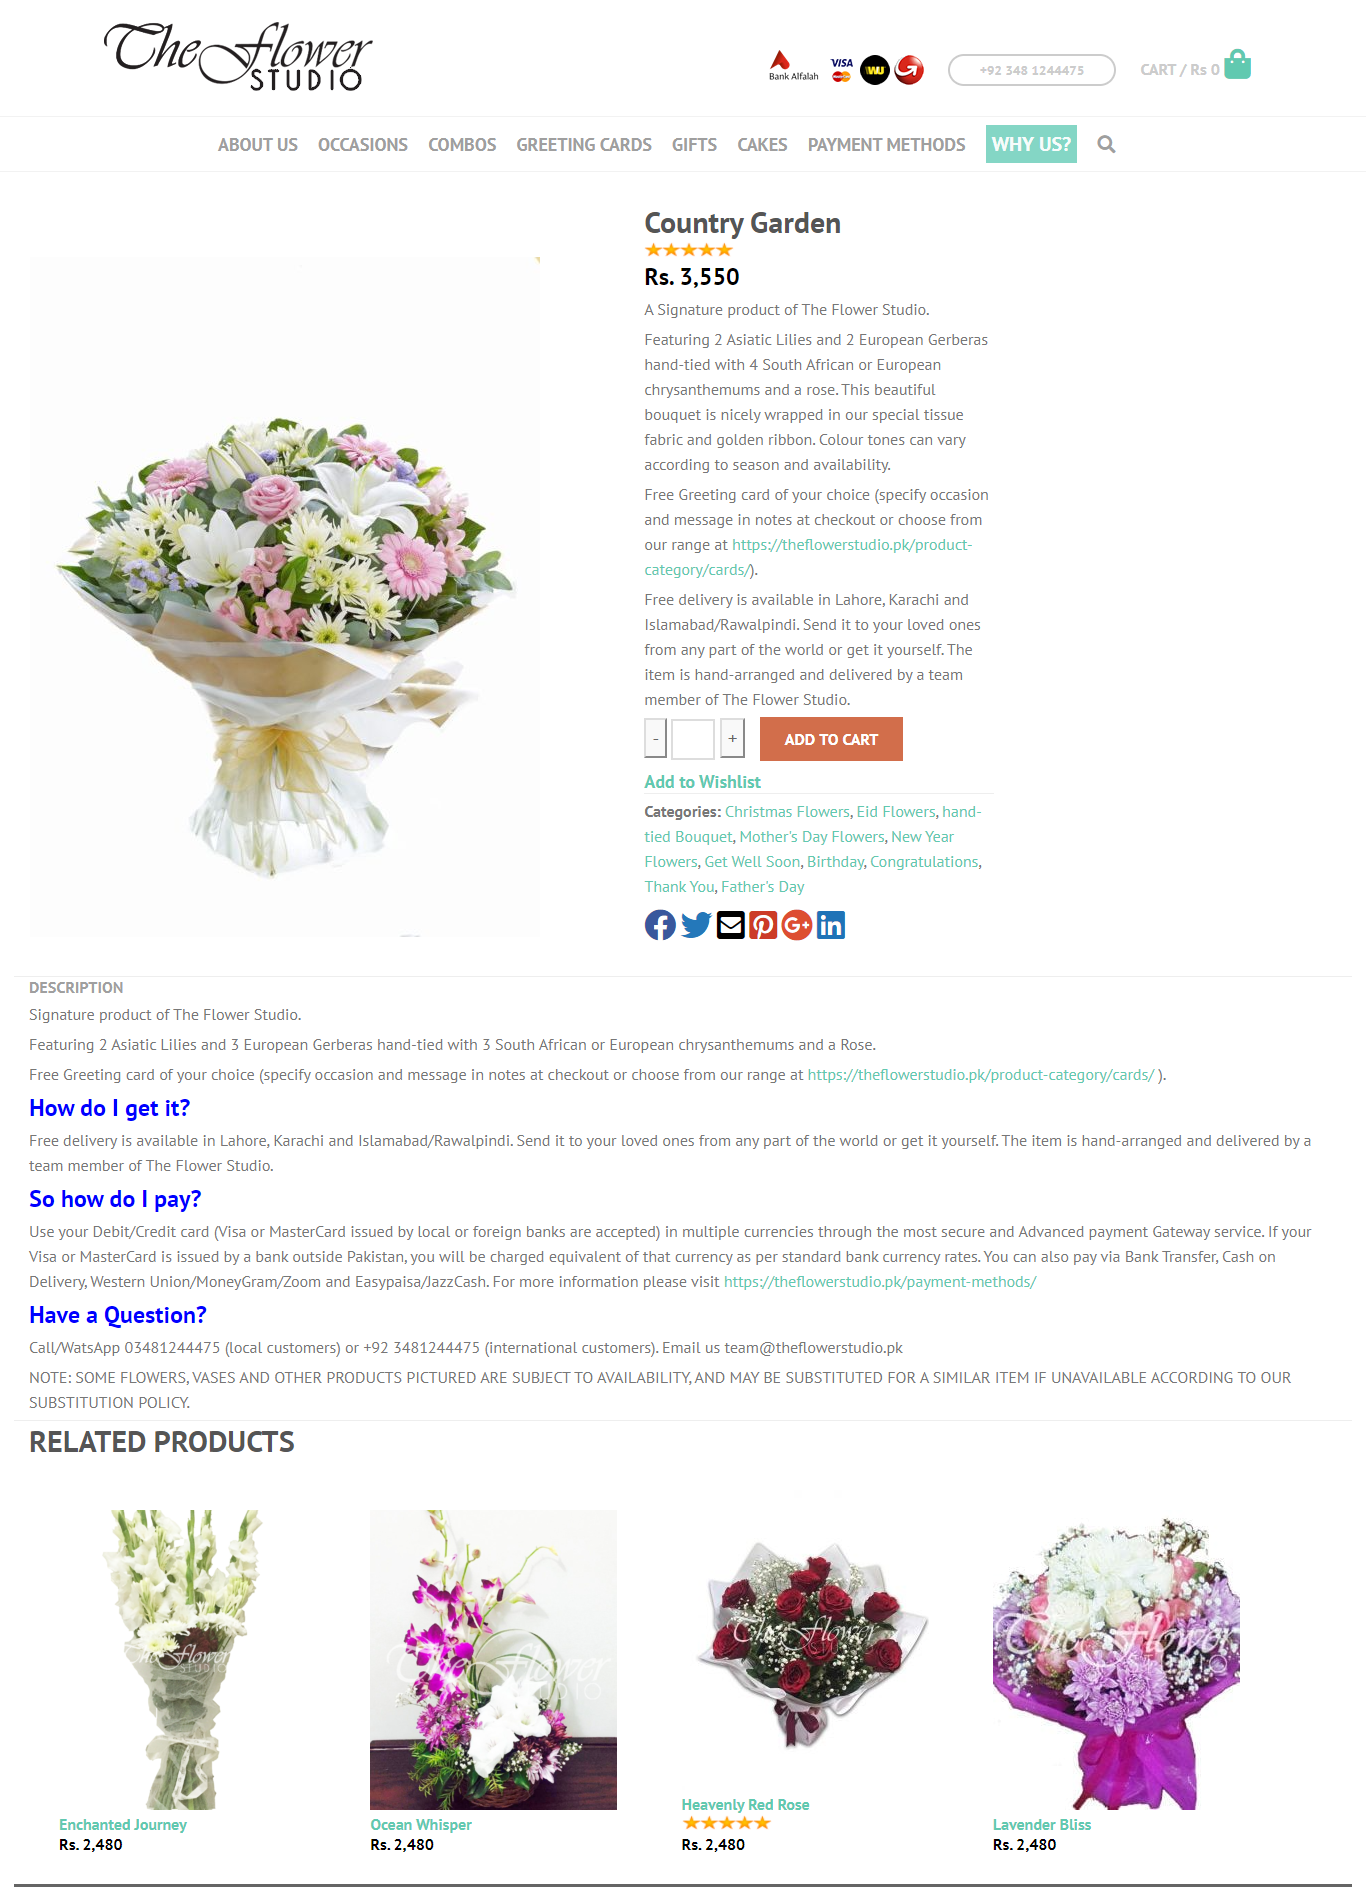 The Flower
STUDIO
Bank Alfalah
VISA
MasterCard
WU
+92 348 1244475
CART / Rs 0
ABOUT US OCCASIONS COMBOS GREETING CARDS GIFTS CAKES PAYMENT METHODS WHY US?
Country Garden
Rs. 3,550
A Signature product of The Flower Studio.
Featuring 2 Asiatic Lilies and 2 European Gerberas
hand-tied with 4 South African or European
chrysanthemums and a rose. This beautiful
bouquet is nicely wrapped in our special tissue
fabric and golden ribbon. Colour tones can vary
according to season and availability.
Free Greeting card of your choice (specify occasion
and message in notes at checkout or choose from
our range at https://theflowerstudio.pk/product-
category/cards/).
Free delivery is available in Lahore, Karachi and
Islamabad/Rawalpindi. Send it to your loved ones
from any part of the world or get it yourself. The
item is hand-arranged and delivered by a team
member of The Flower Studio.
- + ADD TO CART
Add to Wishlist
Categories: Christmas Flowers, Eid Flowers, hand-
tied Bouquet, Mother's Day Flowers, New Year
Flowers, Get Well Soon, Birthday, Congratulations,
Thank You, Father's Day
DESCRIPTION
Signature product of The Flower Studio.
Featuring 2 Asiatic Lilies and 3 European Gerberas hand-tied with 3 South African or European chrysanthemums and a Rose.
Free Greeting card of your choice (specify occasion and message in notes at checkout or choose from our range at https://theflowerstudio.pk/product-category/cards/ ).
How do I get it?
Free delivery is available in Lahore, Karachi and Islamabad/Rawalpindi. Send it to your loved ones from any part of the world or get it yourself. The item is hand-arranged and delivered by a
team member of The Flower Studio.
So how do I pay?
Use your Debit/Credit card (Visa or MasterCard issued by local or foreign banks are accepted) in multiple currencies through the most secure and Advanced payment Gateway service. If your
Visa or MasterCard is issued by a bank outside Pakistan, you will be charged equivalent of that currency as per standard bank currency rates. You can also pay via Bank Transfer, Cash on
Delivery, Western Union/MoneyGram/Zoom and Easypaisa/JazzCash. For more information please visit https://theflowerstudio.pk/payment-methods/
Have a Question?
Call/WatsApp 03481244475 (local customers) or +92 3481244475 (international customers). Email us team@theflowerstudio.pk
NOTE: SOME FLOWERS, VASES AND OTHER PRODUCTS PICTURED ARE SUBJECT TO AVAILABILITY, AND MAY BE SUBSTITUTED FOR A SIMILAR ITEM IF UNAVAILABLE ACCORDING TO OUR
SUBSTITUTION POLICY.
RELATED PRODUCTS
The Flower
STUDIO
The Flower
STUDIO
The Flower
STUDIO
The Flower
Enchanted Journey
Rs. 2,480
Ocean Whisper
Rs. 2,480
Heavenly Red Rose
Rs. 2,480
Lavender Bliss
Rs. 2,480